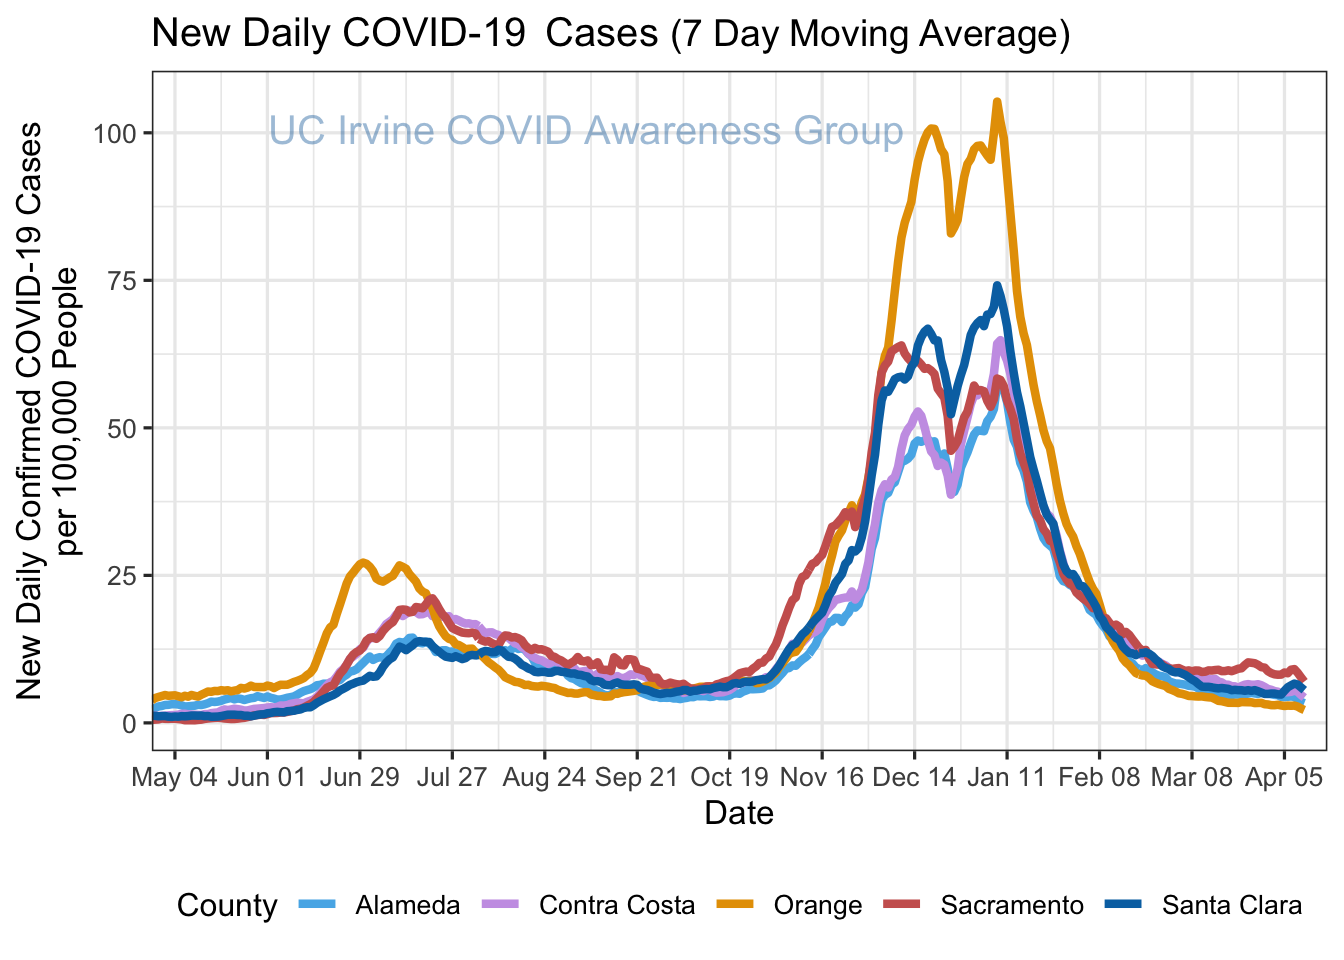 New Daily COVID-19 Cases (7 Day Moving Average)
UC Irvine COVID Awareness Group
New Daily Confirmed COVID-19 Cases
per 100,000 People
100
75
50
25
0
May 04 Jun 01 Jun 29 Jul 27 Aug 24 Sep 21 Oct 19 Nov 16 Dec 14 Jan 11 Feb 08 Mar 08 Apr 05
Date
County Alameda Contra Costa Orange Sacramento Santa Clara